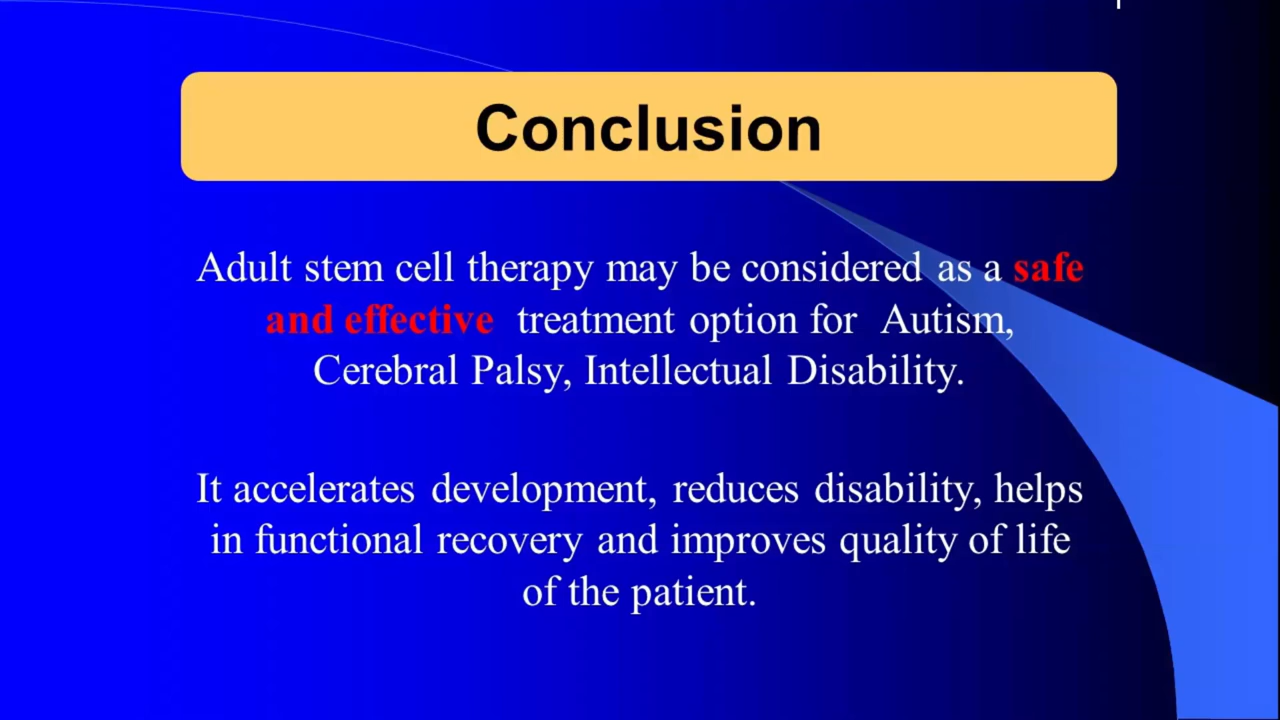 Conclusion
Adult stem cell therapy may be considered as a safe
and effective treatment option for Autism,
Cerebral Palsy, Intellectual Disability.
It accelerates development, reduces disability, helps
in functional recovery and improves quality of life
of the patient.